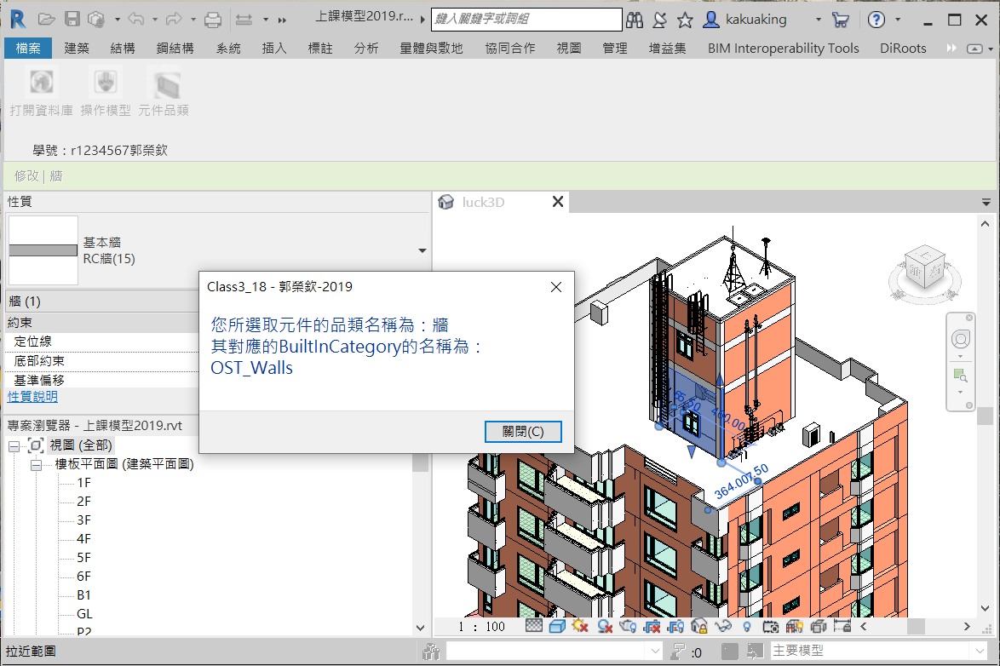 上課模型2019.r...
鍵入關鍵字或詞組
kakuaking
檔案 建築 結構 鋼結構 系統 插入 標註 分析 量體與敷地 協同合作 視圖 管理 增益集 BIM Interoperability Tools DiRoots
打開資料庫 操作模型 元件品類
學號：r1234567郭榮欽
修改 | 牆
性質
luck3D
基本牆
RC牆(15)
牆 (1)
約束
定位線
底部約束
基準偏移
性質說明
Class3_18 - 郭榮欽-2019
您所選取元件的品類名稱為：牆
其對應的BuiltInCategory的名稱為：
OST_Walls
關閉(C)
前
66.50
460.00
364.007.50
專案瀏覽器 - 上課模型2019.rvt
視圖 (全部)
樓板平面圖 (建築平面圖)
1F
2F
3F
4F
5F
6F
B1
GL
P2
1 : 100
拉近範圍
:0
主要模型